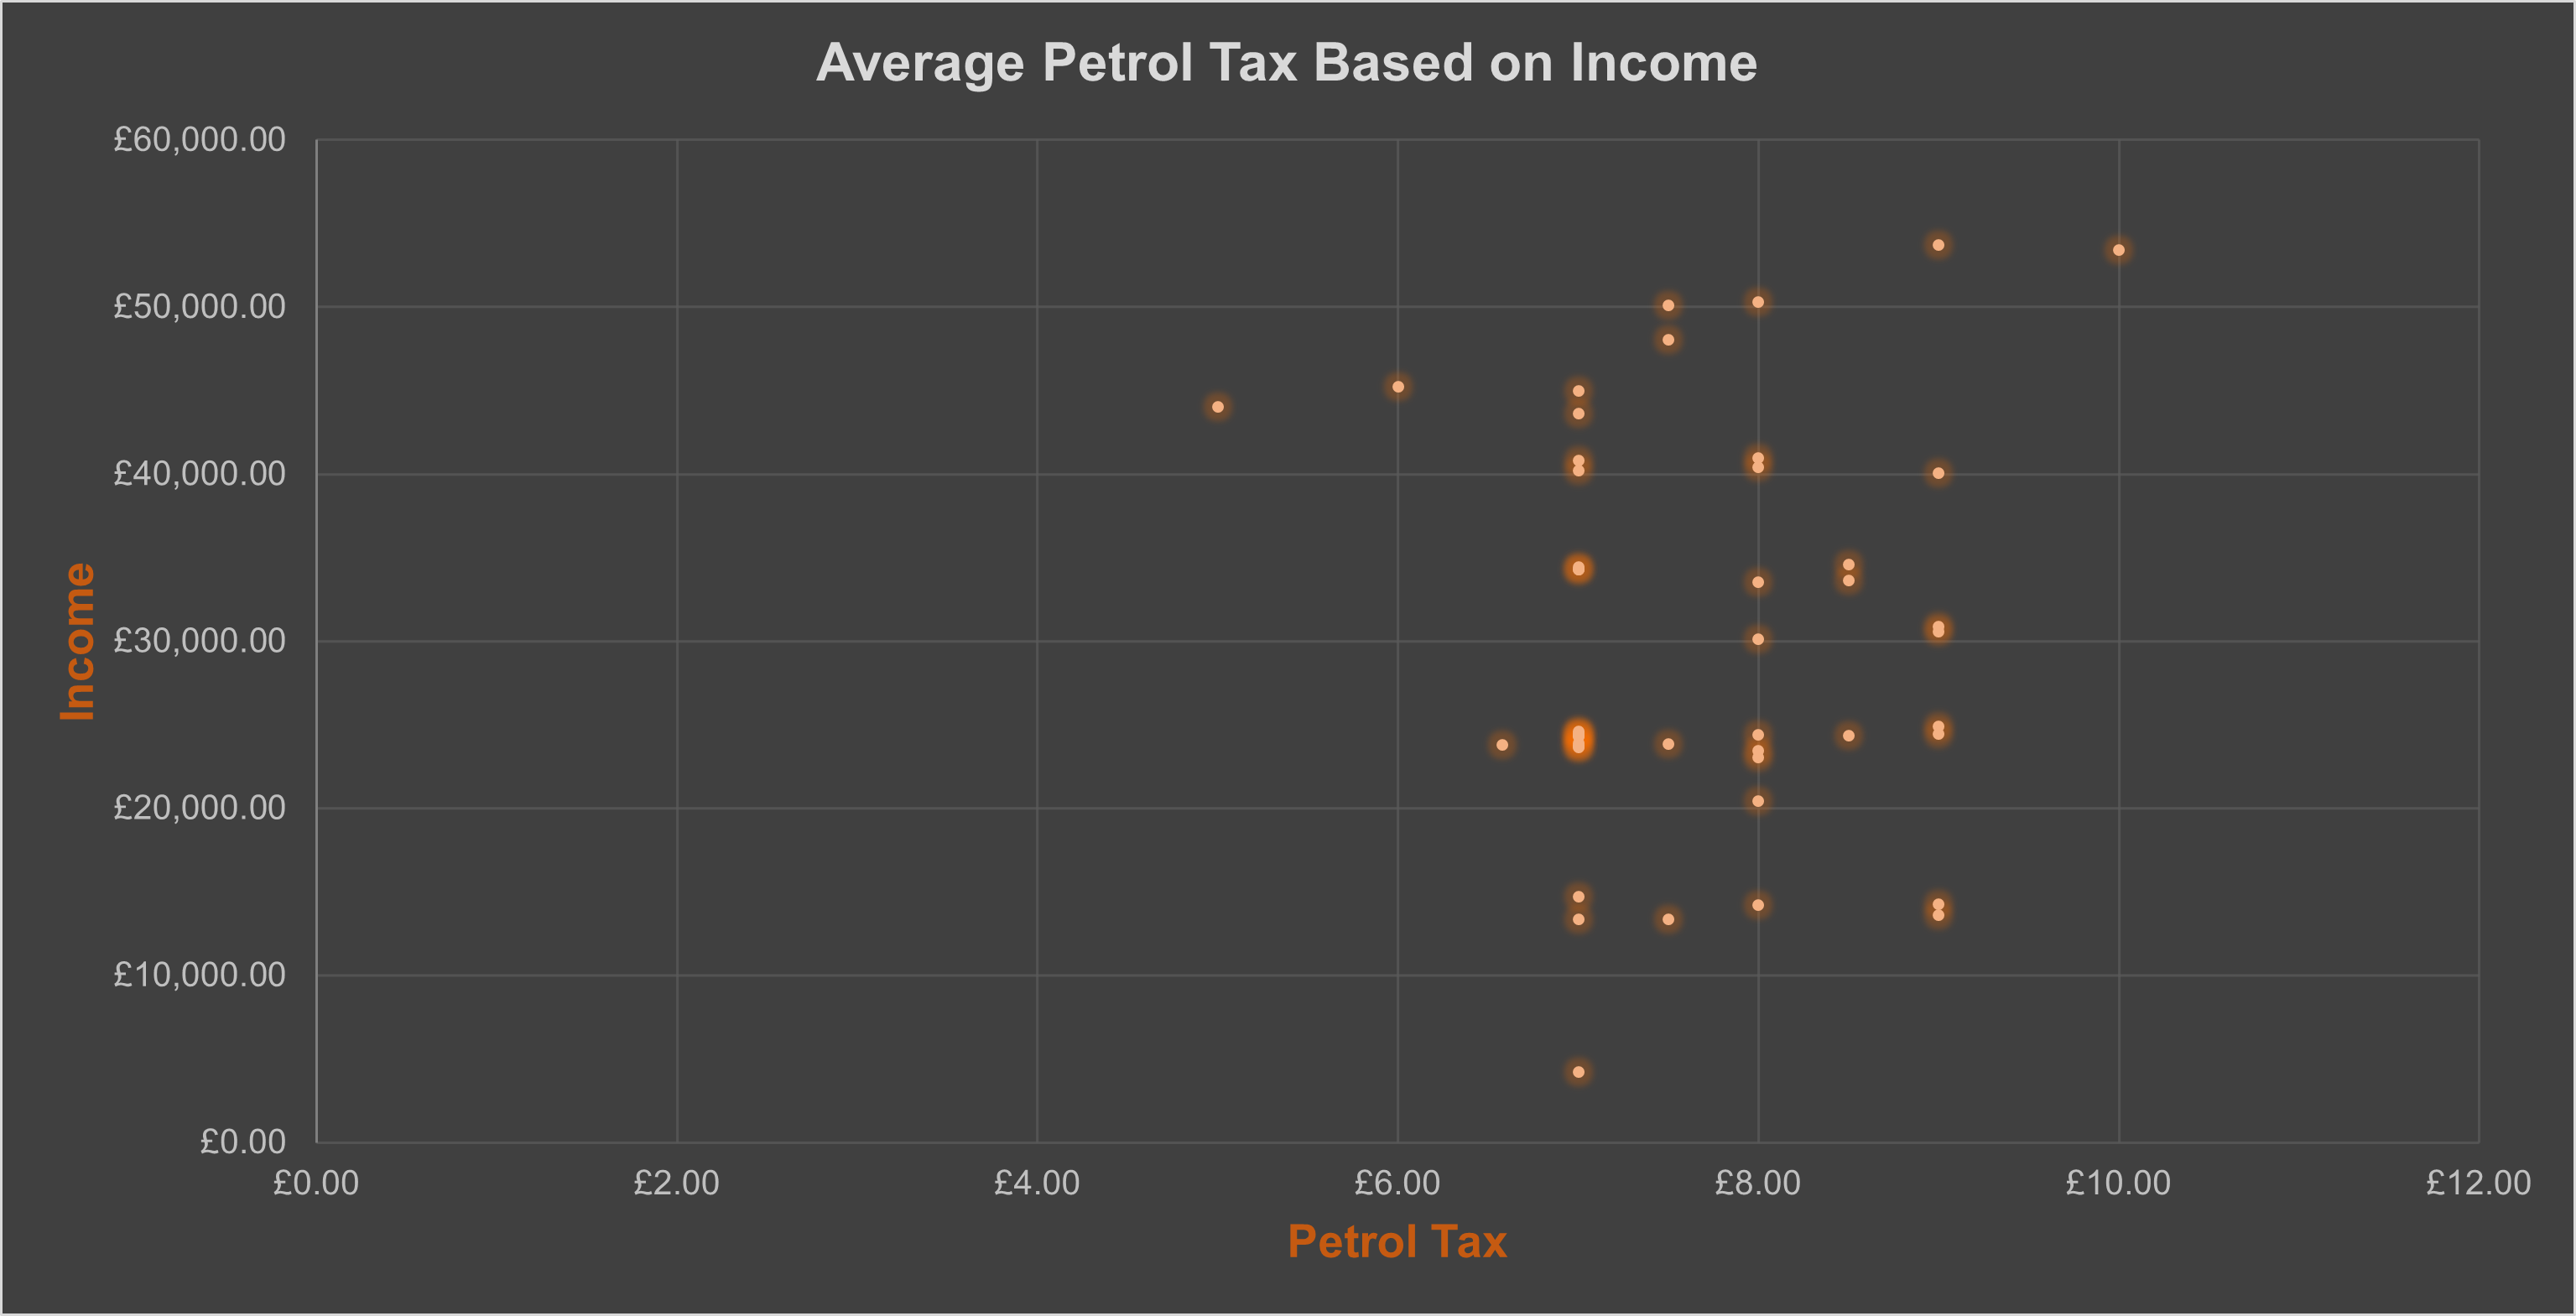 Average Petrol Tax Based on Income
£60,000.00
£50,000.00
£40,000.00
£30,000.00
£20,000.00
£10,000.00
£0.00
Income
£0.00 £2.00 £4.00 £6.00 £8.00 £10.00 £12.00
Petrol Tax